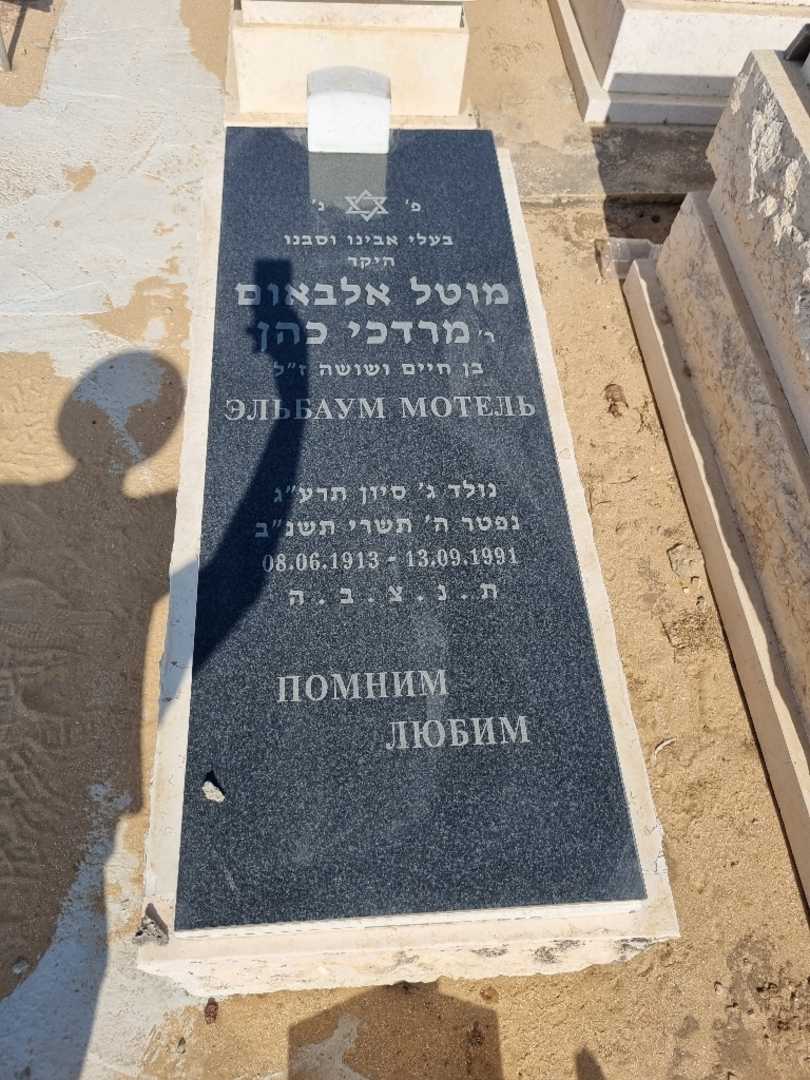 פ' נ'
בעלי אבינו וסבנו
היקר
מוטל אלבאום
ר' מרדכי כהן
בן חיים ושושה ז"ל
ЭЛЬБАУМ МОТЕЛЬ
נולד ג' סיון תרע"ג
נפטר ה' תשרי תשנ"ב
08.06.1913 - 13.09.1991
ת . נ . צ . ב . ה
ПОМНИМ
ЛЮБИМ